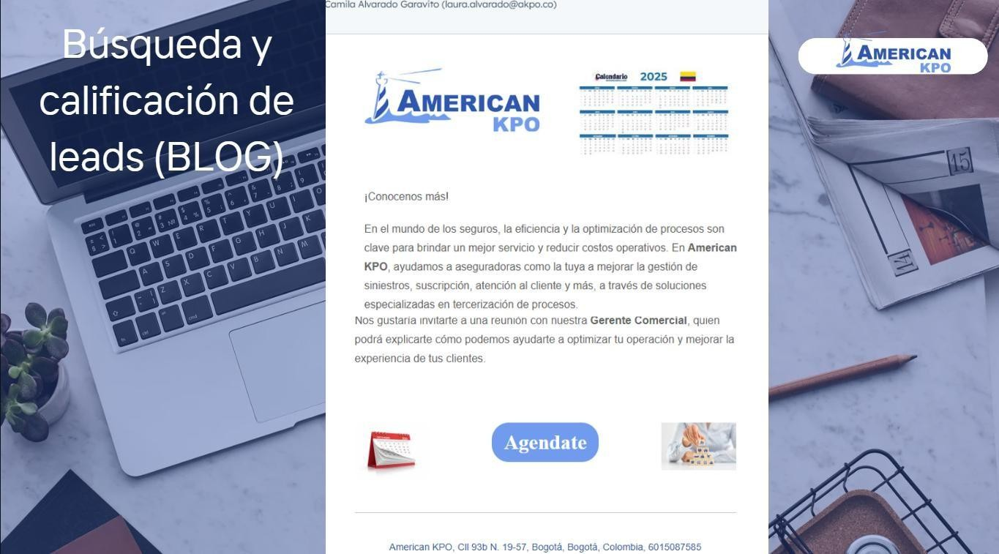 Búsqueda y
calificación de
leads (BLOG)
Camila Alvarado Garavito (laura.alvarado@akpo.co)
AMERICAN
KPO
Calendario
2025
AMERICAN
KPO
¡Conocenos más!
En el mundo de los seguros, la eficiencia y la optimización de procesos son
clave para brindar un mejor servicio y reducir costos operativos. En American
KPO, ayudamos a aseguradoras como la tuya a mejorar la gestión de
siniestros, suscripción, atención al cliente y más, a través de soluciones
especializadas en tercerización de procesos.
Nos gustaría invitarte a una reunión con nuestra Gerente Comercial, quien
podrá explicarte cómo podemos ayudarte a optimizar tu operación y mejorar la
experiencia de tus clientes.
Agendate
American KPO, Cll 93b N. 19-57, Bogotá, Bogotá, Colombia, 6015087585
15
14